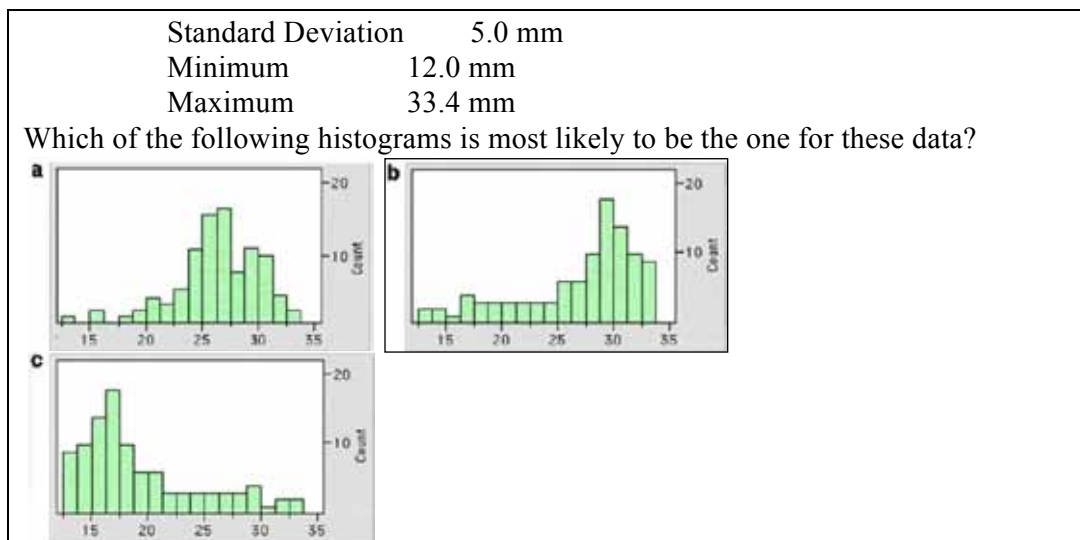 Standard Deviation 5.0 mm
Minimum 12.0 mm
Maximum 33.4 mm
Which of the following histograms is most likely to be the one for these data?
a
20
10
Count
15 20 25 30 35
b
20
10
Count
15 20 25 30 35
c
20
10
Count
15 20 25 30 35